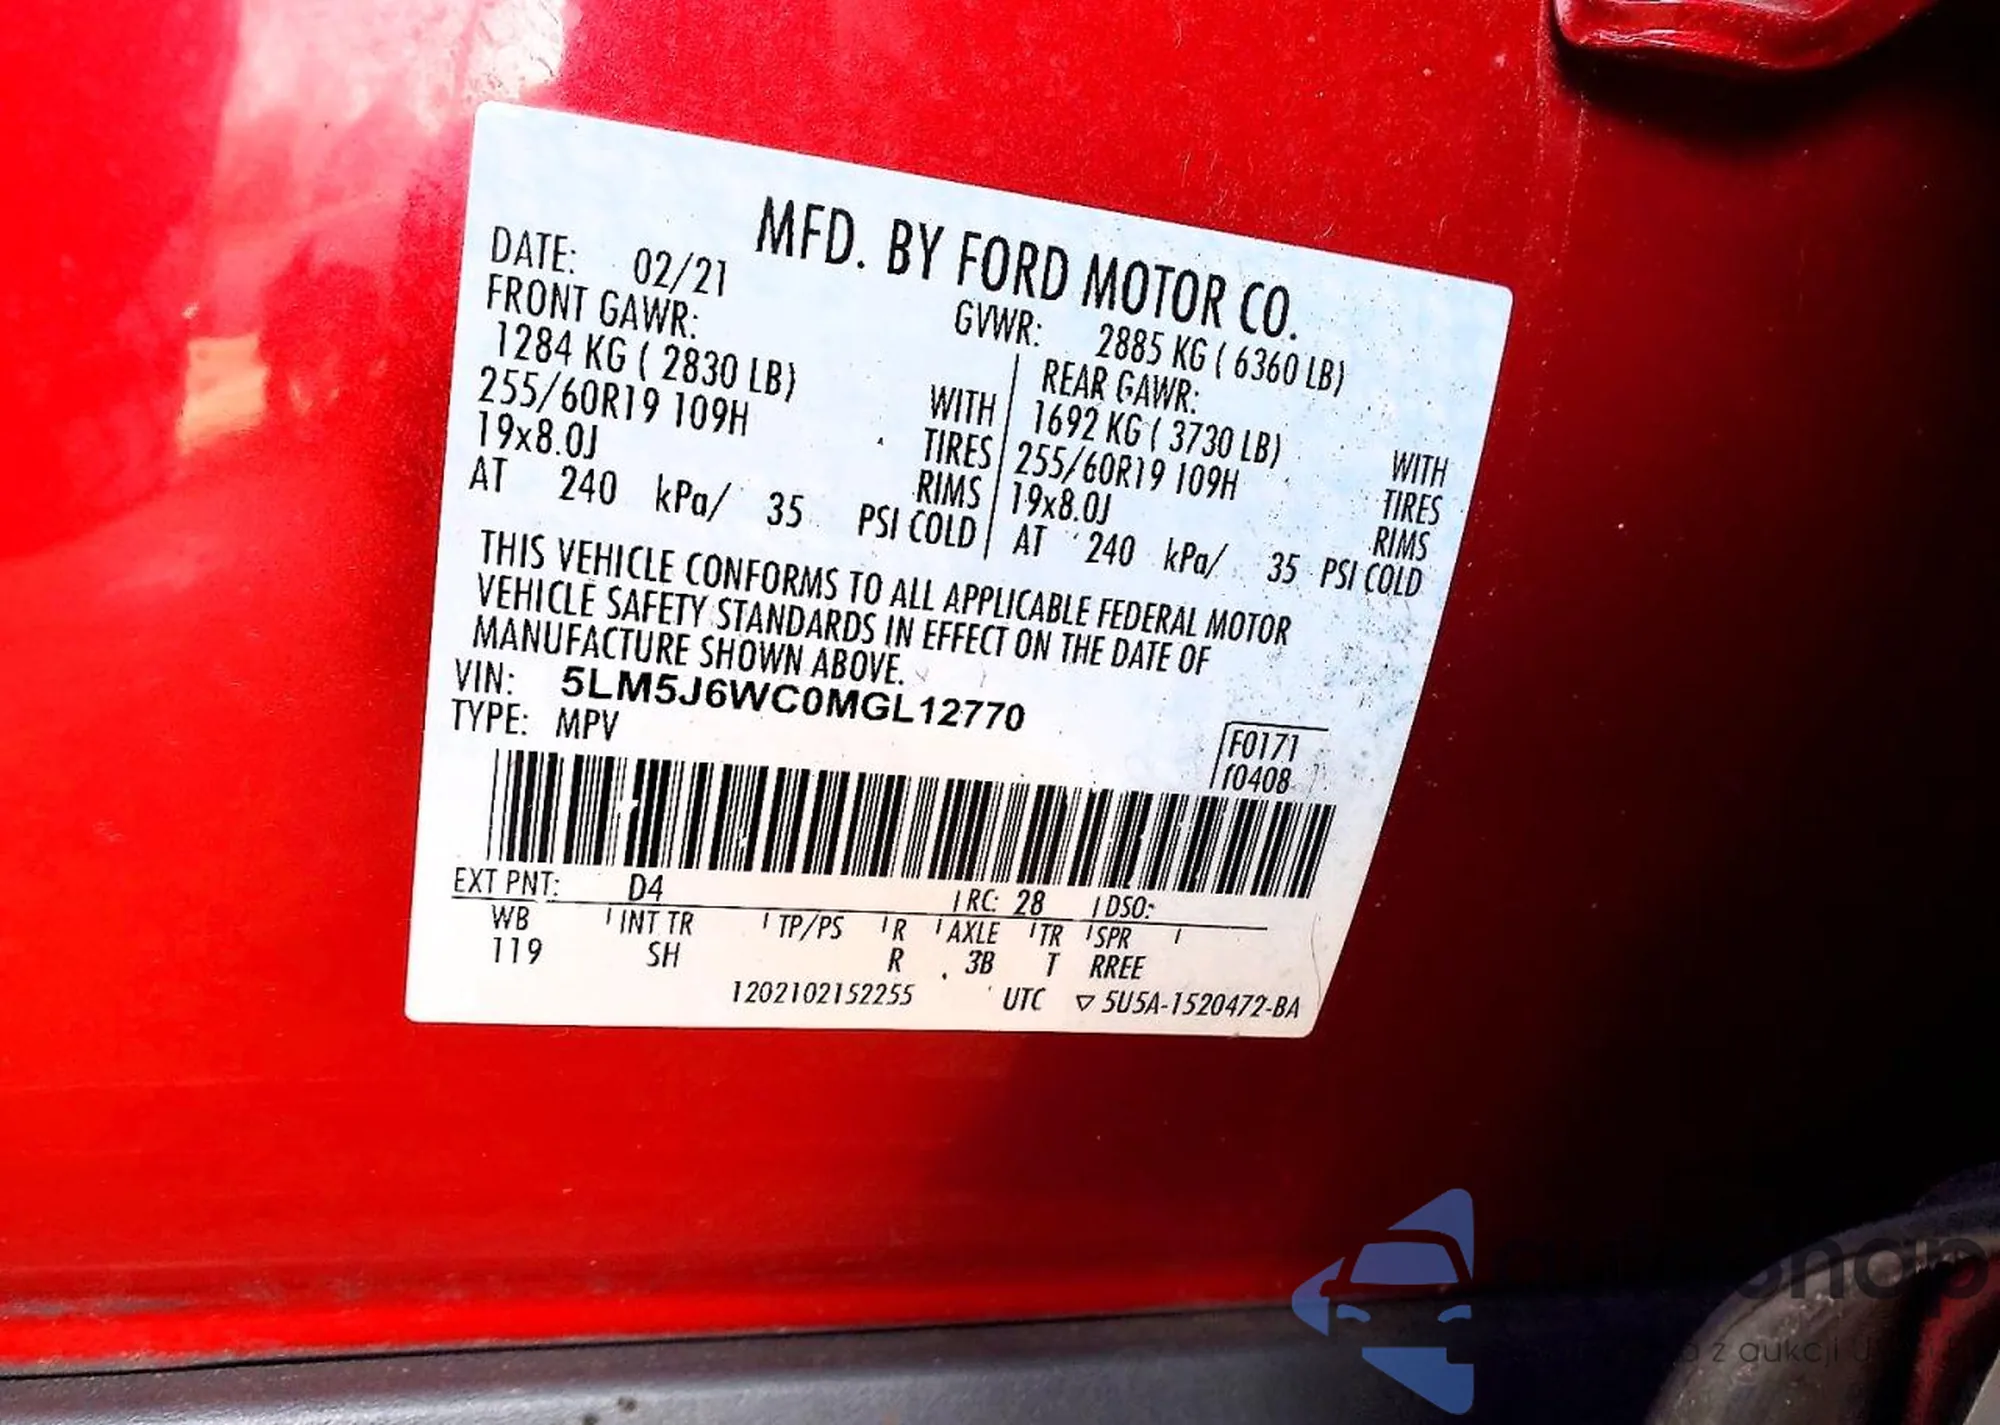 MFD. BY FORD MOTOR CO.
DATE: 02/21
GVWR: 2885 KG ( 6360 LB)
FRONT GAWR:
REAR GAWR:
1284 KG ( 2830 LB) WITH
1692 KG ( 3730 LB) WITH
255/60R19 109H TIRES
255/60R19 109H TIRES
19x8.0J RIMS
19x8.0J RIMS
AT 240 kPa/ 35 PSI COLD
AT 240 kPa/ 35 PSI COLD
THIS VEHICLE CONFORMS TO ALL APPLICABLE FEDERAL MOTOR
VEHICLE SAFETY STANDARDS IN EFFECT ON THE DATE OF
MANUFACTURE SHOWN ABOVE.
VIN: 5LM5J6WC0MGL12770
TYPE: MPV
F0171
f0408
EXT PNT: D4 RC: 28 DSO:
WB INT TR TP/PS R AXLE TR SPR
119 SH R 3B T RREE
1202102152255 UTC ▽ 5U5A-1520472-BA
z aukcji